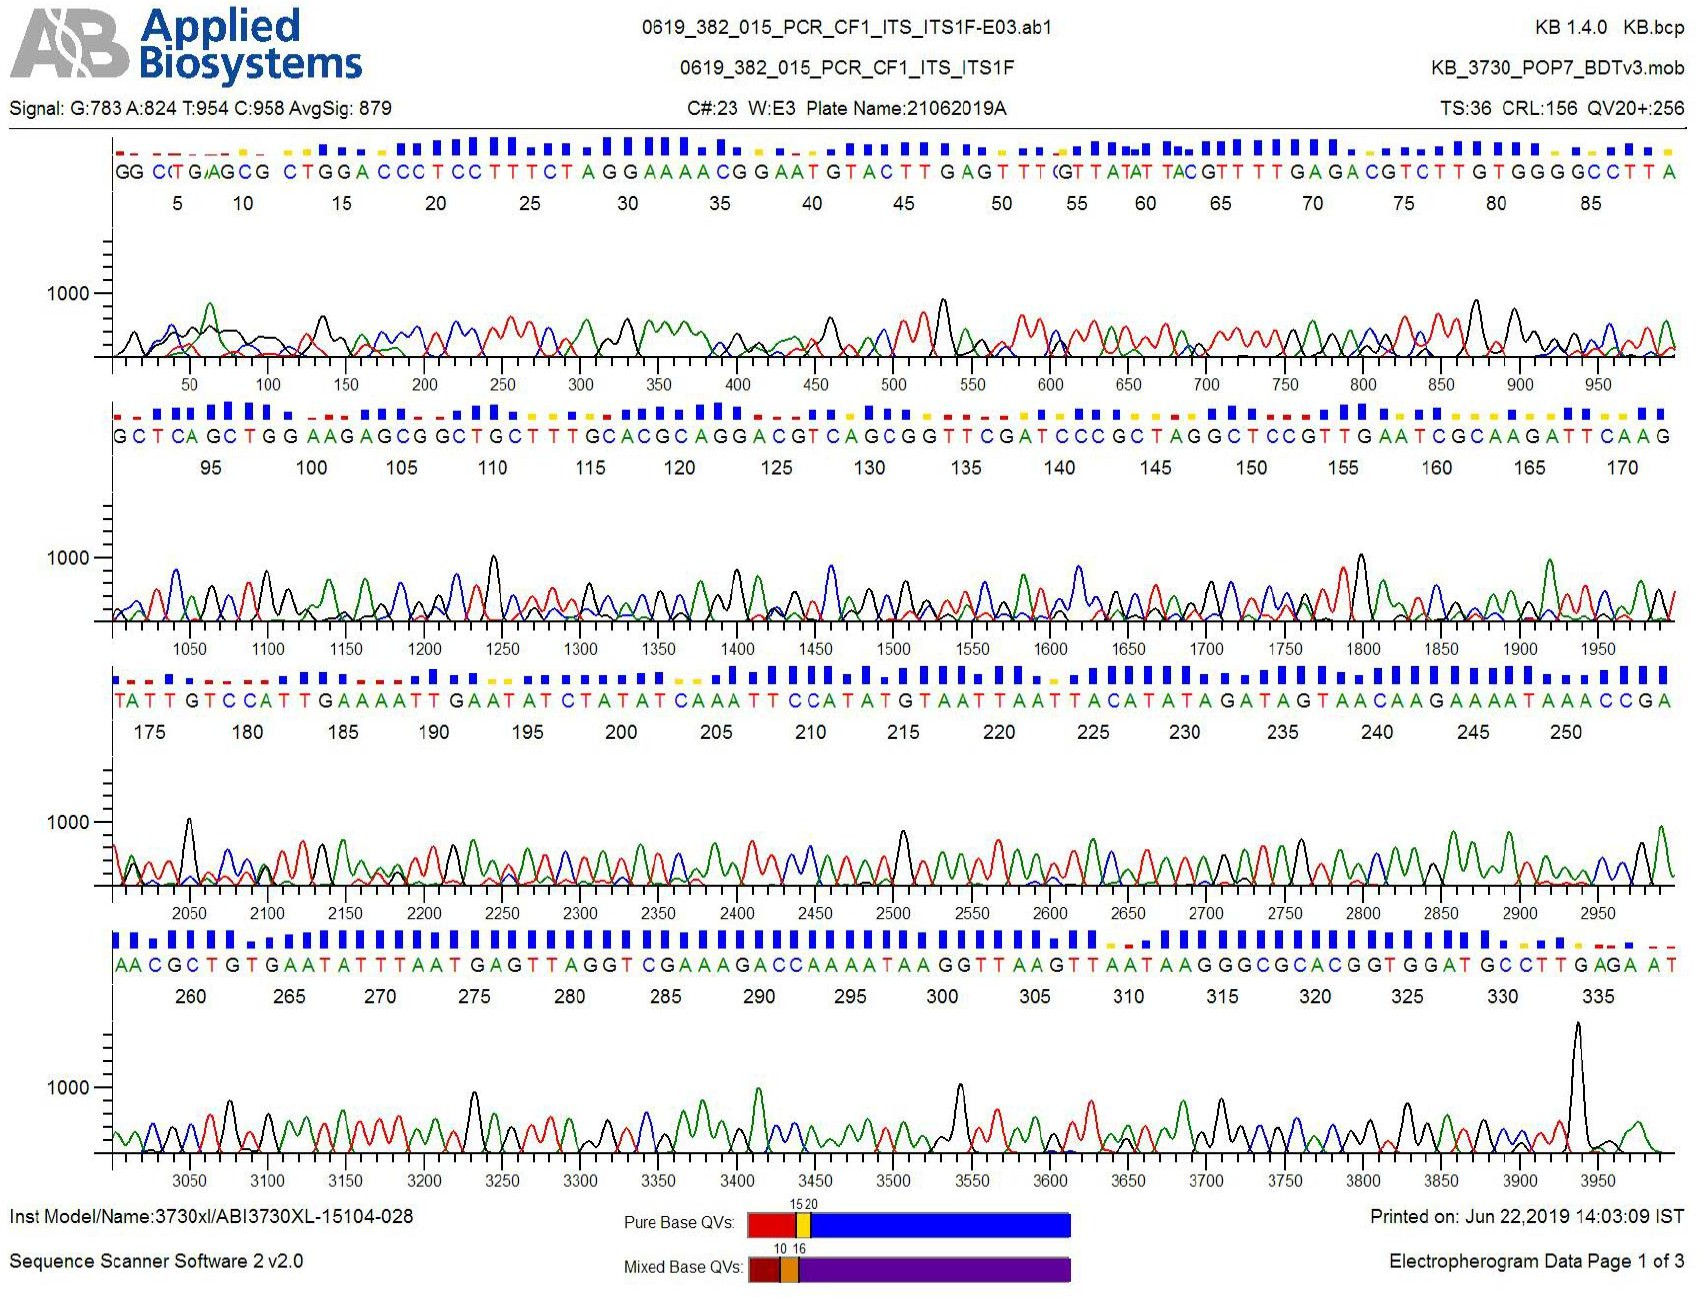 AB Applied Biosystems
0619_382_015_PCR_CF1_ITS_ITS1F-E03.ab1
KB 1.4.0 KB.bcp
0619_382_015_PCR_CF1_ITS_ITS1F
KB_3730_POP7_BDTv3.mob
Signal: G:783 A:824 T:954 C:958 AvgSig: 879
C#:23 W:E3 Plate Name:21062019A
TS:36 CRL:156 QV20+:256
5 10 15 20 25 30 35 40 45 50 55 60 65 70 75 80 85
1000
50 100 150 200 250 300 350 400 450 500 550 600 650 700 750 800 850 900 950
G C T C A G C T G G A A G A G C G G C T G C T T T G C A C G C A G G A C G T C A G C G G T T C G A T C C C G C T A G G C T C C G T T G A A T C G C A A G A T T C A A G
95 100 105 110 115 120 125 130 135 140 145 150 155 160 165 170
1000
1050 1100 1150 1200 1250 1300 1350 1400 1450 1500 1550 1600 1650 1700 1750 1800 1850 1900 1950
T A T T G T C C A T T G A A A A T T G A A T A T C T A T A T C A A A T T C C A T A T G T A A T T A A T T A C A T A T A G A T A G T A A C A A G A A A A T A A A C C G A
175 180 185 190 195 200 205 210 215 220 225 230 235 240 245 250
1000
2050 2100 2150 2200 2250 2300 2350 2400 2450 2500 2550 2600 2650 2700 2750 2800 2850 2900 2950
A A C G C T G T G A A T A T T T A A T G A G T T A G G T C G A A A G A C C A A A A T A A G G T T A A G T T A A T A A G G G C G C A C G G T G G A T G C C T T G A G A A T
260 265 270 275 280 285 290 295 300 305 310 315 320 325 330 335
1000
3050 3100 3150 3200 3250 3300 3350 3400 3450 3500 3550 3600 3650 3700 3750 3800 3850 3900 3950
Inst Model/Name:3730xl/ABI3730XL-15104-028
15 20
Pure Base QVs:
Printed on: Jun 22,2019 14:03:09 IST
Sequence Scanner Software 2 v2.0
10 16
Mixed Base QVs:
Electropherogram Data Page 1 of 3